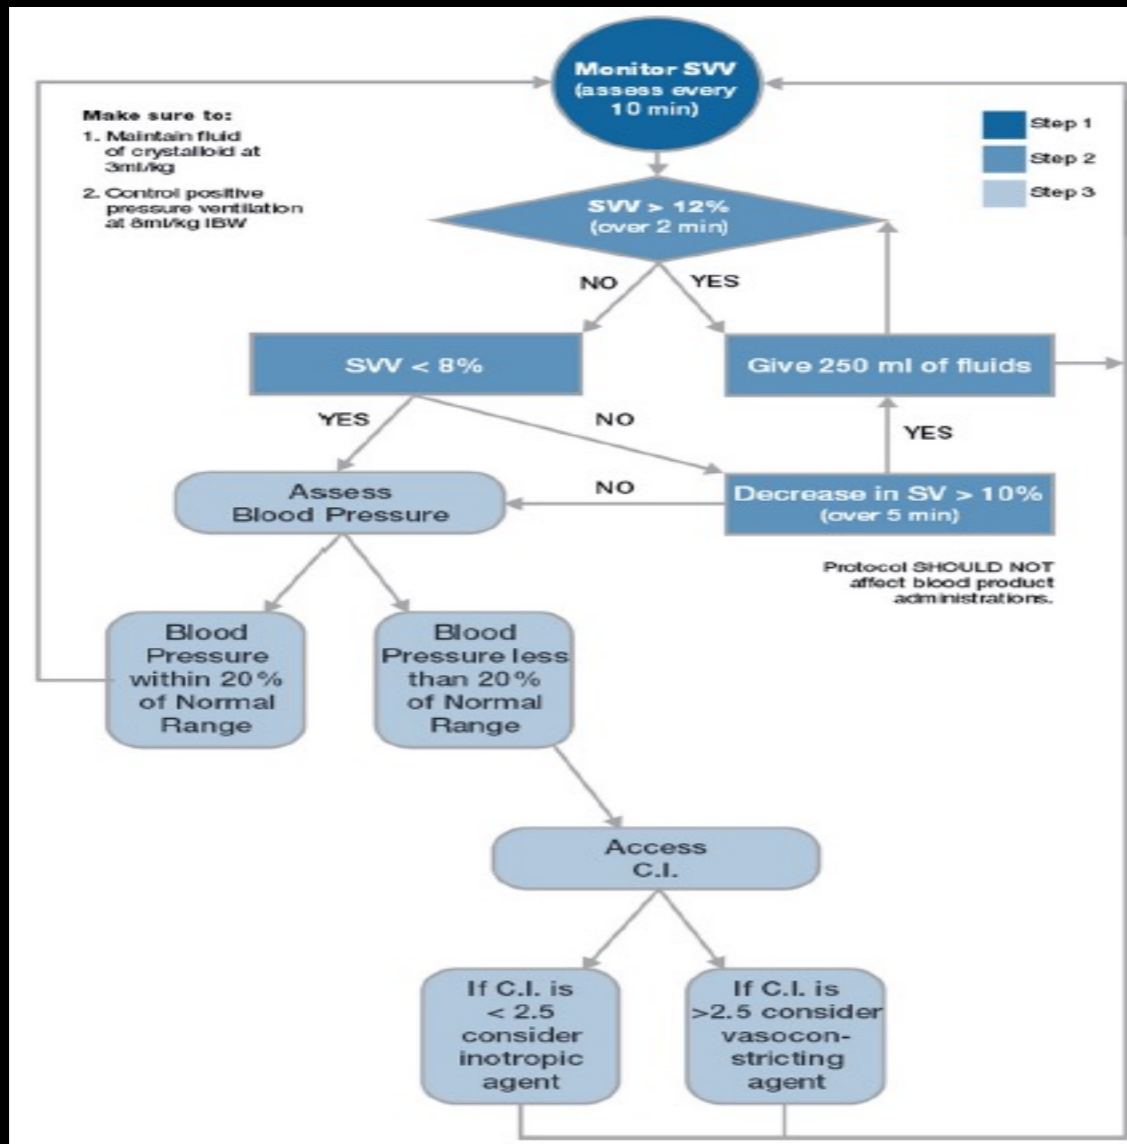 Monitor SVV
(assess every
10 min)
Make sure to:
1. Maintain fluid
of crystalloid at
3ml/kg
2. Control positive
pressure ventilation
at 8ml/kg IBW
Step 1
Step 2
Step 3
SVV > 12%
(over 2 min)
NO
YES
SVV < 8%
Give 250 ml of fluids
YES
NO
YES
Assess
Blood Pressure
NO
Decrease in SV > 10%
(over 5 min)
Protocol SHOULD NOT
affect blood product
administrations.
Blood
Pressure
within 20%
of Normal
Range
Blood
Pressure less
than 20%
of Normal
Range
Access
C.I.
If C.I. is
< 2.5
consider
inotropic
agent
If C.I. is
>2.5 consider
vasocon-
stricting
agent